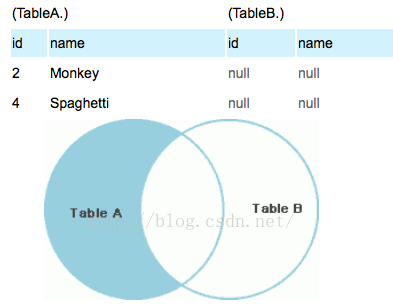 (TableA.) (TableB.)
id name id name
2 Monkey null null
4 Spaghetti null null
Table A Table B
http://blog.csdn.net/